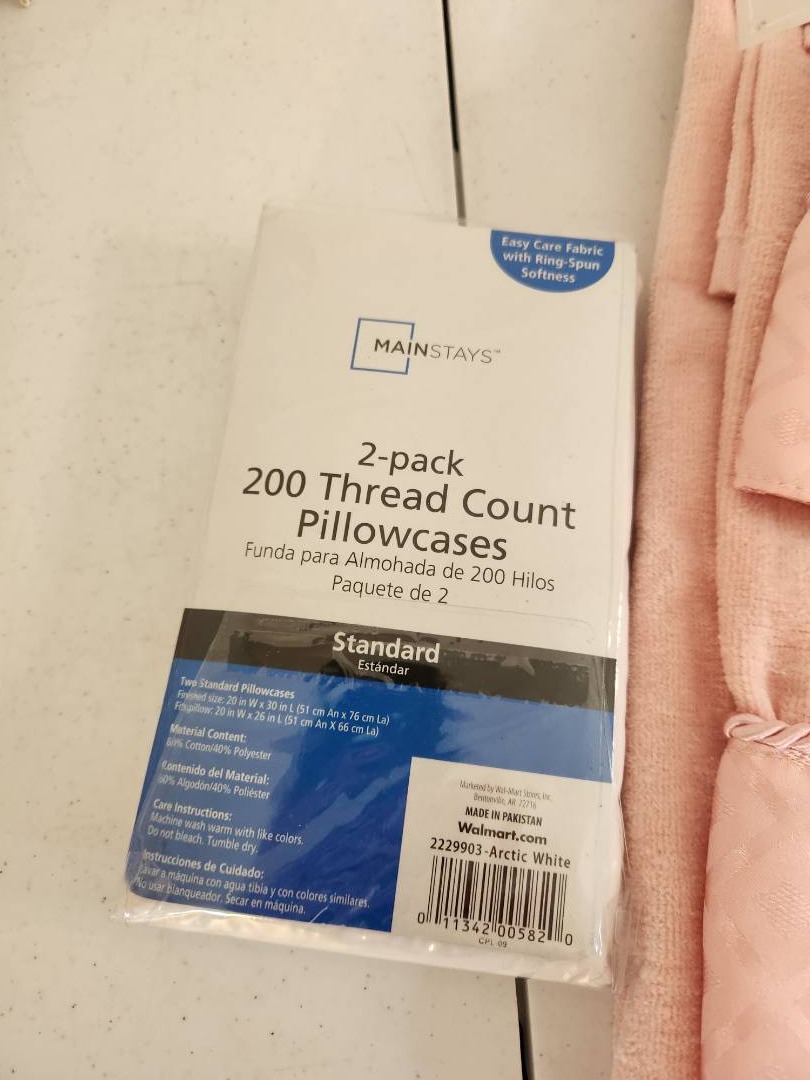 Easy Care Fabric
with Ring-Spun
Softness
MAINSTAYS™
2-pack
200 Thread Count
Pillowcases
Funda para Almohada de 200 Hilos
Paquete de 2
Standard
Estándar
Two Standard Pillowcases
Finished size: 20 in W x 30 in L (51 cm An x 76 cm La)
Fits pillow: 20 in W x 26 in L (51 cm An X 66 cm La)
Material Content:
60% Cotton/40% Polyester
Contenido del Material:
60% Algodón/40% Poliéster
Care Instructions:
Machine wash warm with like colors.
Do not bleach. Tumble dry.
Instrucciones de Cuidado:
Lavar a máquina con agua tibia y con colores similares.
No usar blanqueador. Secar en máquina.
Marketed by Wal-Mart Stores, Inc.
Bentonville, AR 72716
MADE IN PAKISTAN
Walmart.com
2229903-Arctic White
0 11342 00582 0
CPL-09